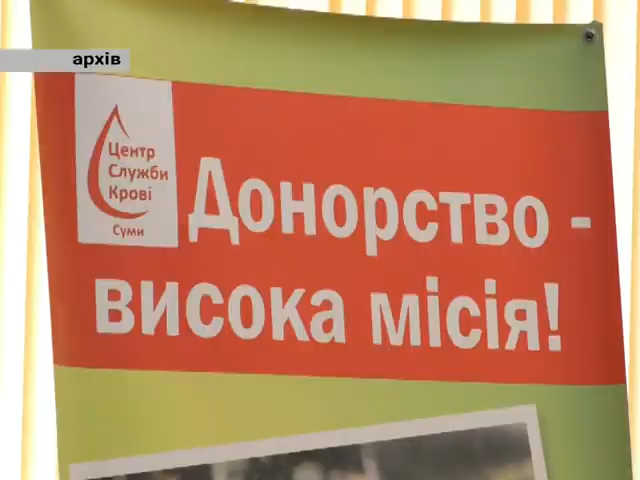 архів
Центр
Служби
Крові
Суми
Донорство -
висока місія!